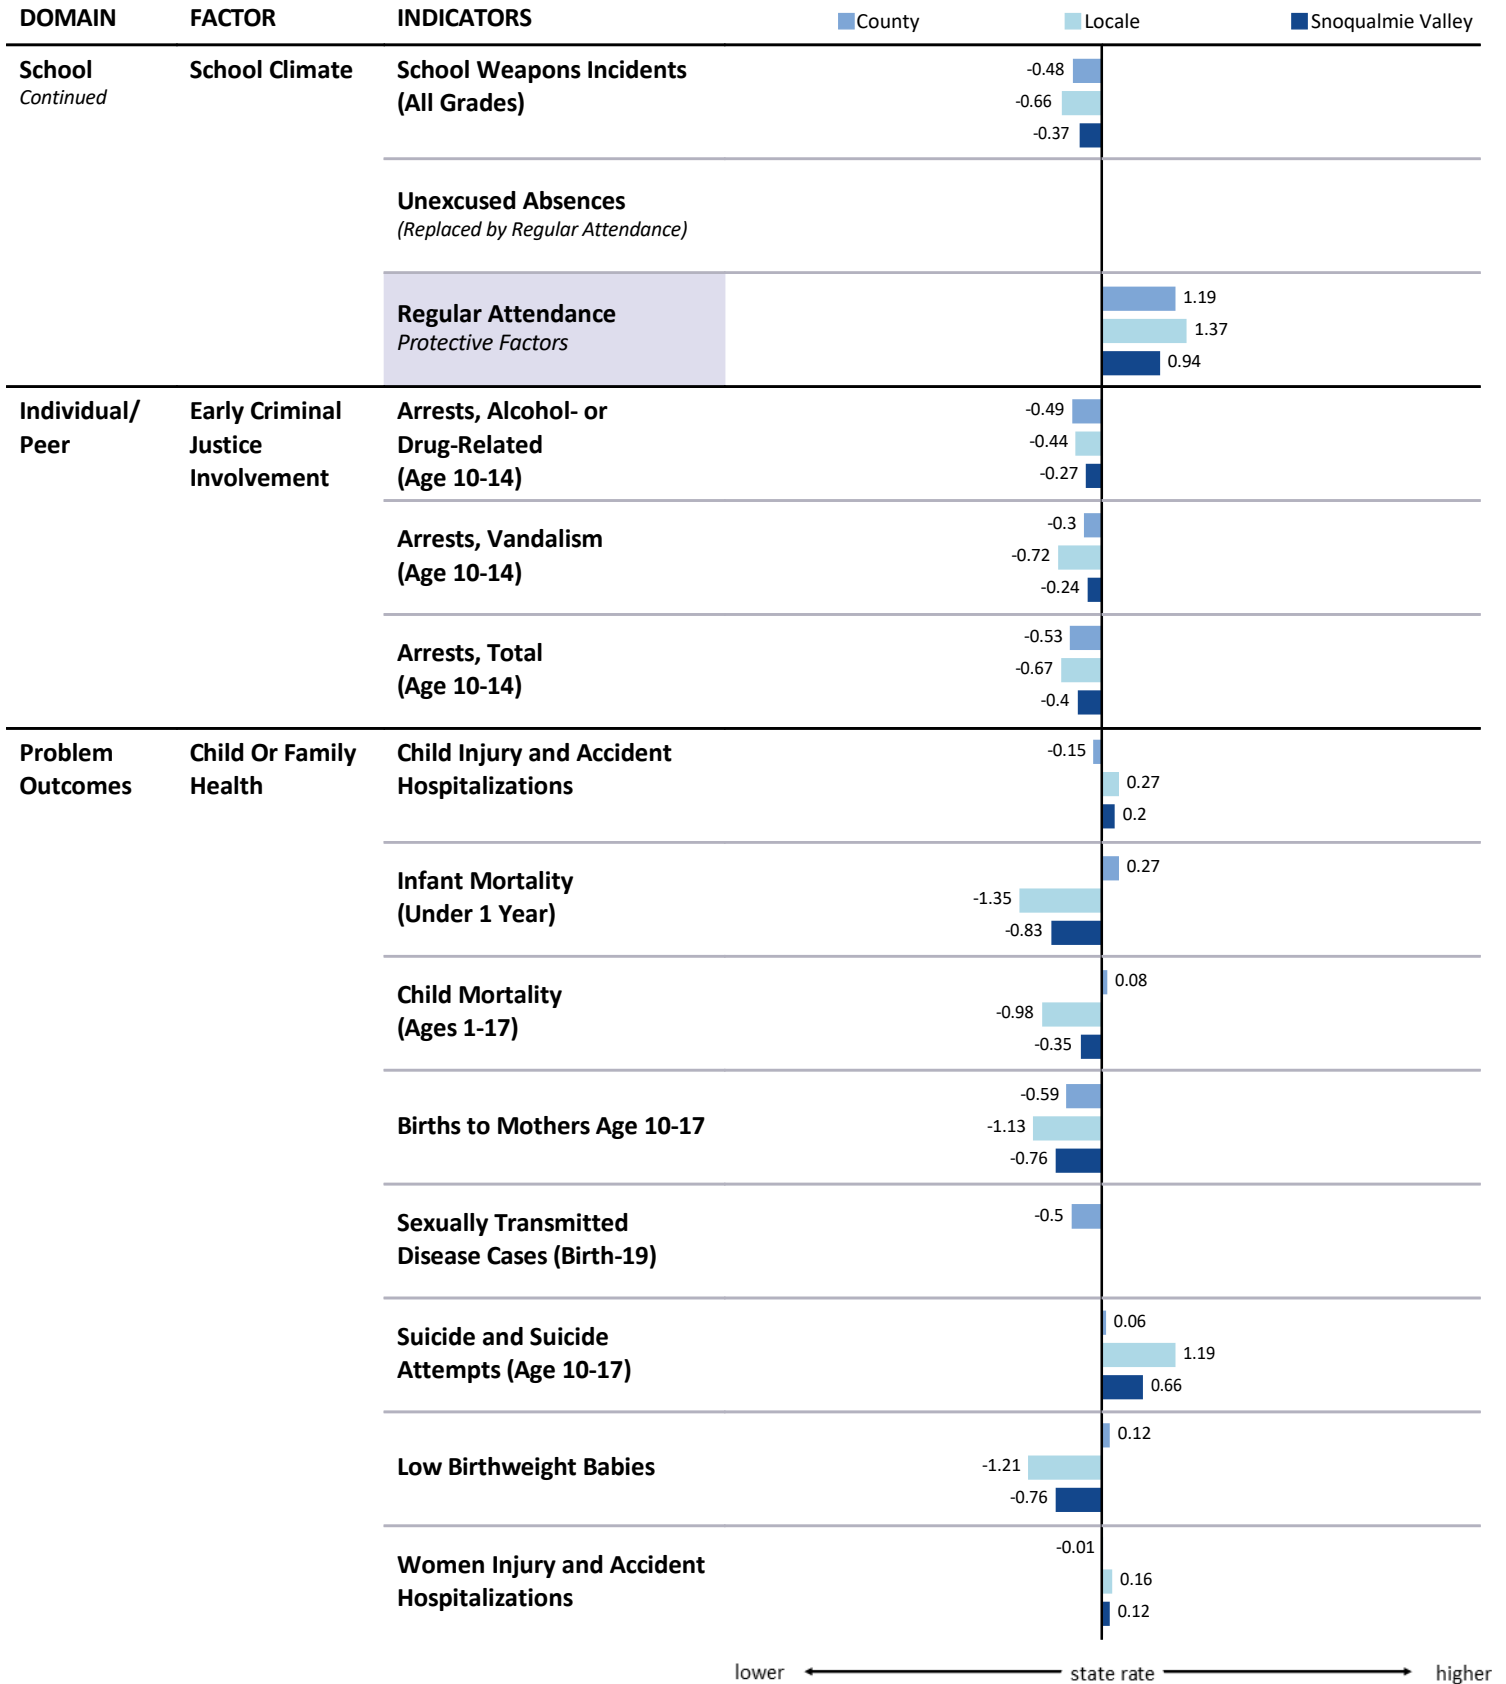 DOMAIN FACTOR INDICATORS County Locale Snoqualmie Valley
School School Climate School Weapons Incidents
Continued
(All Grades)
-0.48
-0.66
-0.37
Unexcused Absences
(Replaced by Regular Attendance)
Regular Attendance
Protective Factors
1.19
1.37
0.94
Individual/ Early Criminal Arrests, Alcohol- or
Peer Justice Drug-Related
Involvement (Age 10-14)
-0.49
-0.44
-0.27
Arrests, Vandalism
(Age 10-14)
-0.3
-0.72
-0.24
Arrests, Total
(Age 10-14)
-0.53
-0.67
-0.4
Problem Child Or Family Child Injury and Accident
Outcomes Health Hospitalizations
-0.15
0.27
0.2
Infant Mortality
(Under 1 Year)
0.27
-1.35
-0.83
Child Mortality
(Ages 1-17)
0.08
-0.98
-0.35
Births to Mothers Age 10-17
-0.59
-1.13
-0.76
Sexually Transmitted
Disease Cases (Birth-19)
-0.5
Suicide and Suicide
Attempts (Age 10-17)
0.06
1.19
0.66
Low Birthweight Babies
0.12
-1.21
-0.76
Women Injury and Accident
Hospitalizations
-0.01
0.16
0.12
lower state rate higher